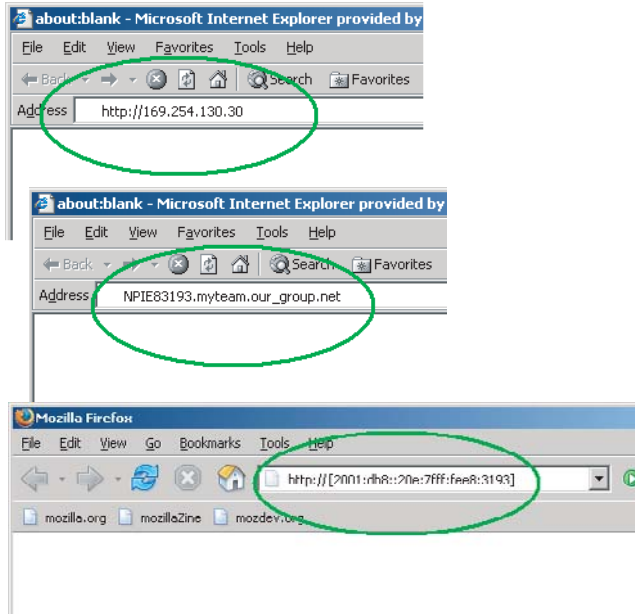 about:blank - Microsoft Internet Explorer provided by
File Edit View Favorites Tools Help
Back Search Favorites
Address http://169.254.130.30
about:blank - Microsoft Internet Explorer provided by
File Edit View Favorites Tools Help
Back Search Favorites
Address NPIE83193.myteam.our_group.net
Mozilla Firefox
File Edit View Go Bookmarks Tools Help
http://[2001:db8::20e:7fff:fee8:3193]
mozilla.org mozillaZine mozdev.org